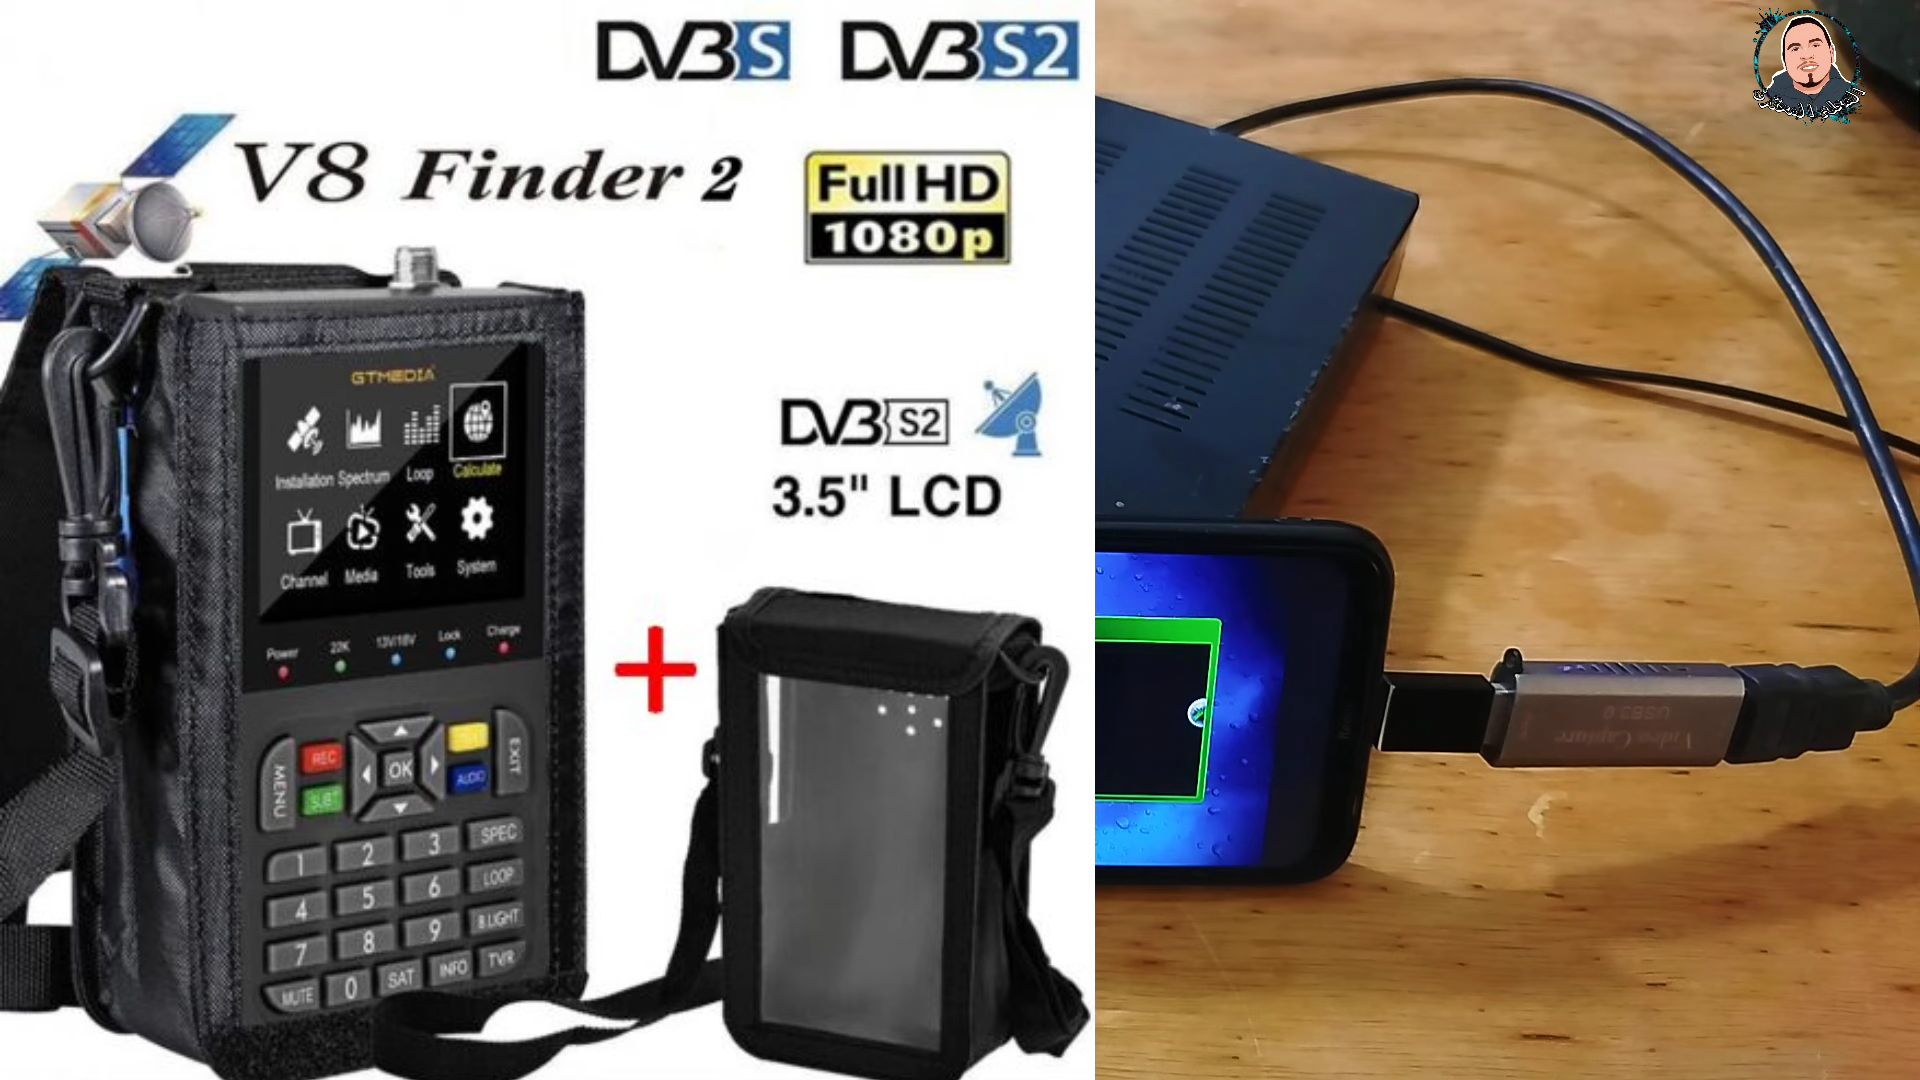 DVB S
DVB S2
V8 Finder 2
Full HD
1080p
GTMEDIA
Installation Spectrum Loop Calculate
Channel Media Tools System
DVB S2
3.5" LCD
Power 22K 13V/18V Lock Charge
MENU
REC
SUBT
OK
AUDIO
EXIT
1 2 3 SPEC
4 5 6 LOOP
7 8 9 B.LIGHT
MUTE 0 SAT INFO TV/R
Video Capture
USB3.0